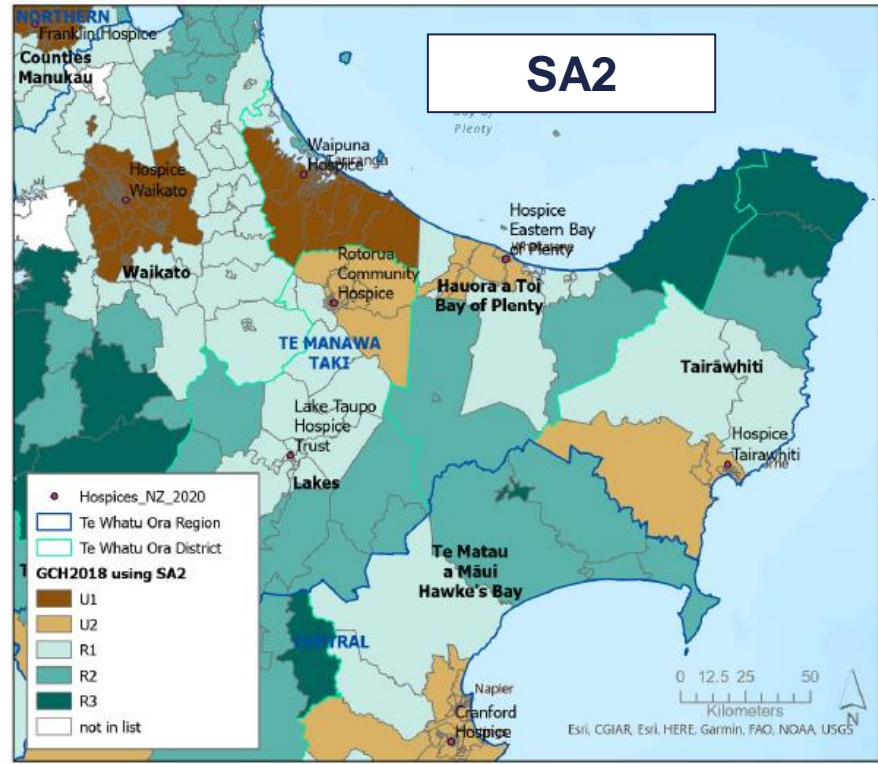 SA2
NORTHERN
Franklin Hospice
Counties
Manukau
Bay of
Plenty
Waipuna
Hospice
Tauranga
Hospice
Waikato
Waikato
Hospice
Eastern Bay
of Plenty
Whakatane
Rotorua
Community
Hospice
Hauora a Toi
Bay of Plenty
TE MANAWA
TAKI
Tairāwhiti
Lake Taupo
Hospice
Trust
Lakes
Hospice
Tairawhiti
Te Matau
a Māui
Hawke's Bay
CENTRAL
Napier
Cranford
Hospice
Hospices_NZ_2020
Te Whatu Ora Region
Te Whatu Ora District
GCH2018 using SA2
U1
U2
R1
R2
R3
not in list
0 12.5 25 50
Kilometers
N
Esri, CGIAR, Esri, HERE, Garmin, FAO, NOAA, USGS